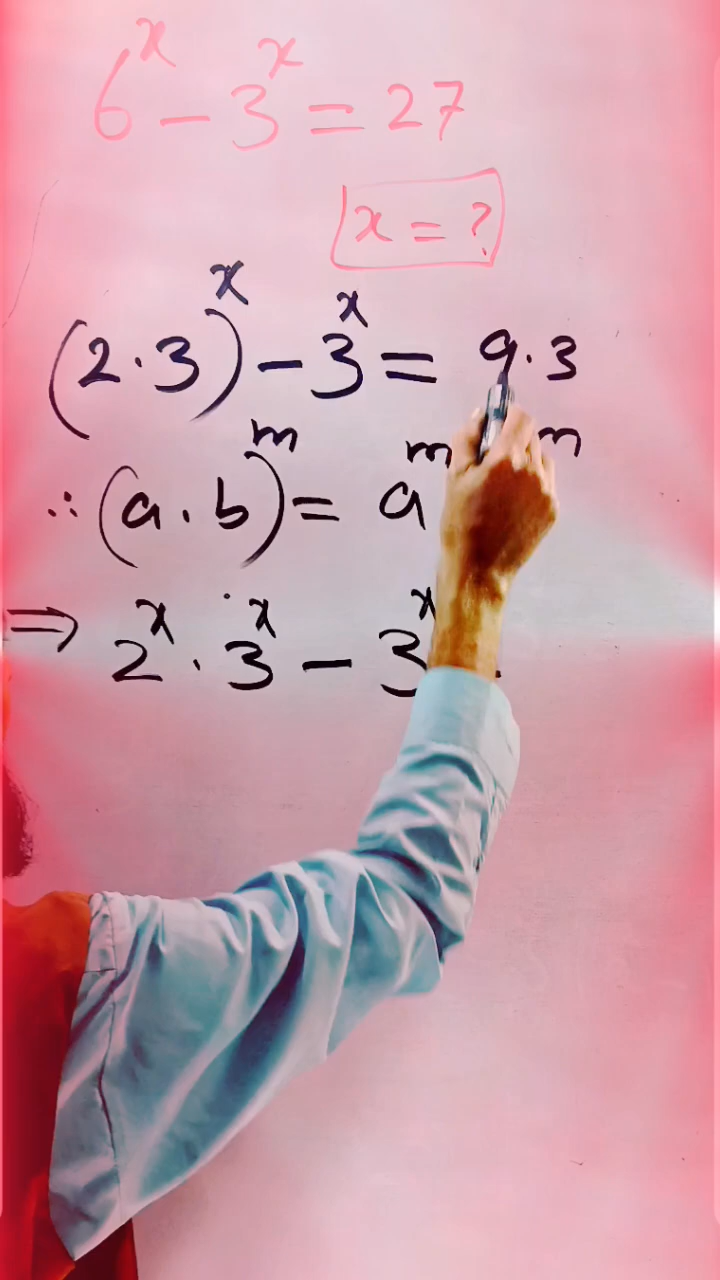 6^x - 3^x = 27
x = ?
(2·3)^x - 3^x = 9·3
∴ (a·b)^m = a^m m
⇒ 2^x · 3^x - 3^x